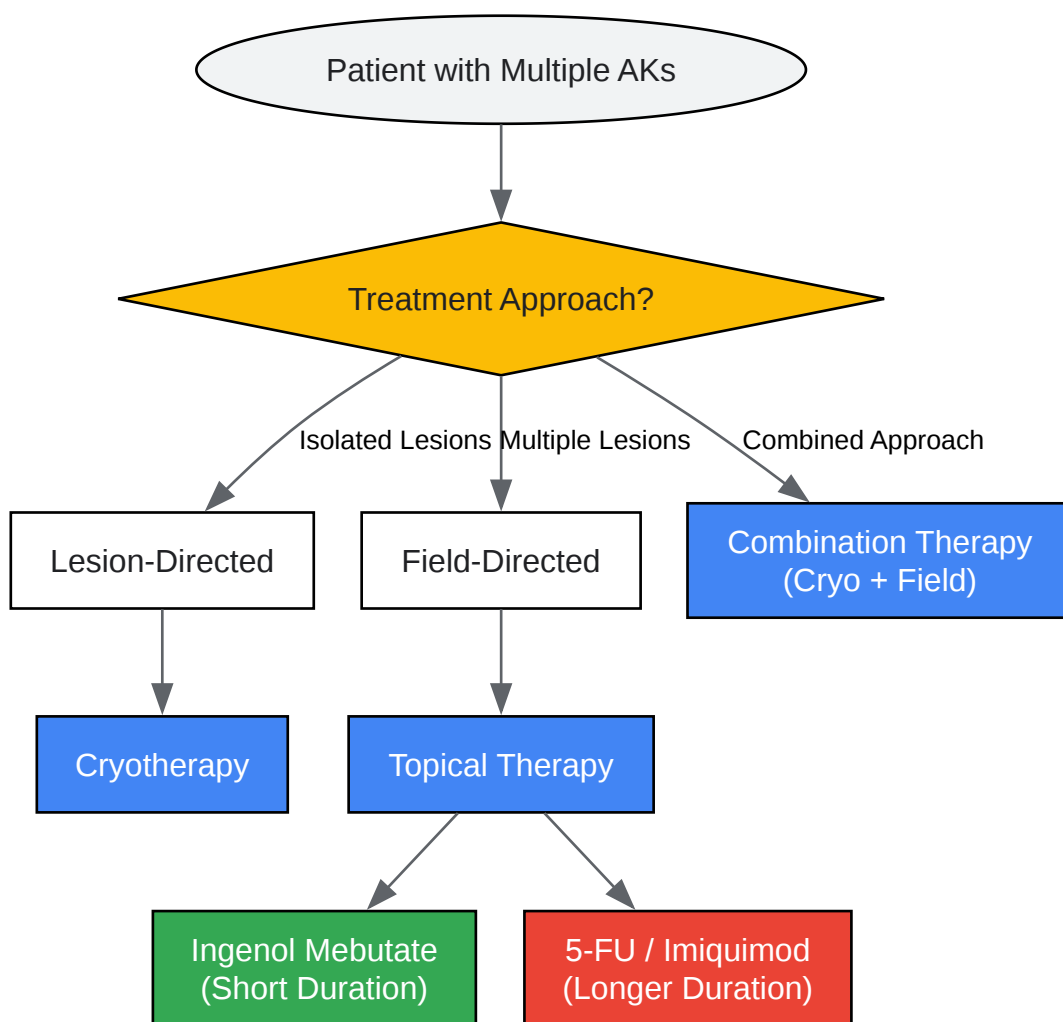 Patient with Multiple AKs
Treatment Approach?
Isolated Lesions
Multiple Lesions
Combined Approach
Lesion-Directed
Field-Directed
Combination Therapy
(Cryo + Field)
Cryotherapy
Topical Therapy
Ingenol Mebutate
(Short Duration)
5-FU / Imiquimod
(Longer Duration)